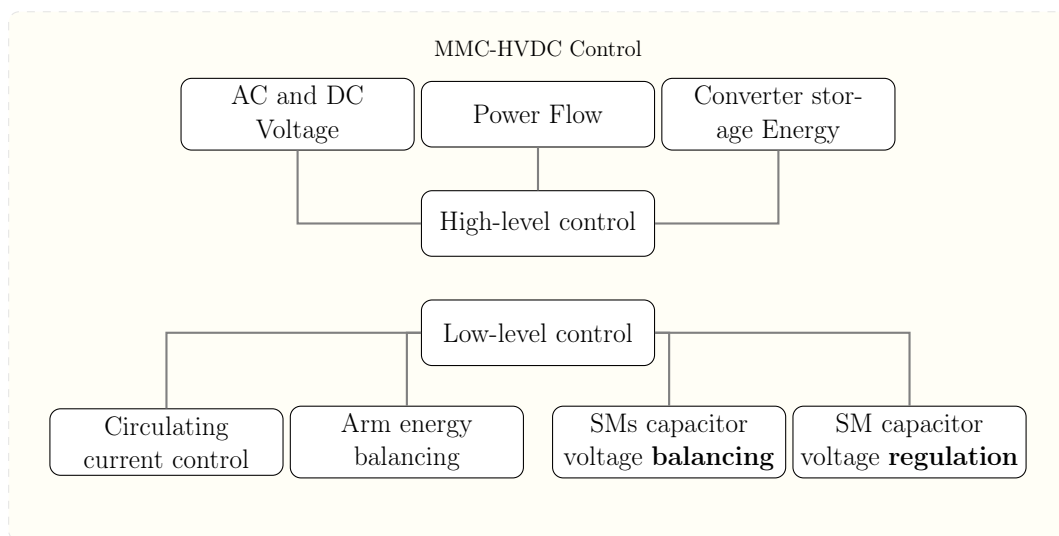 MMC-HVDC Control
AC and DC
Voltage
Power Flow
Converter stor-
age Energy
High-level control
Low-level control
Circulating
current control
Arm energy
balancing
SMs capacitor
voltage balancing
SM capacitor
voltage regulation